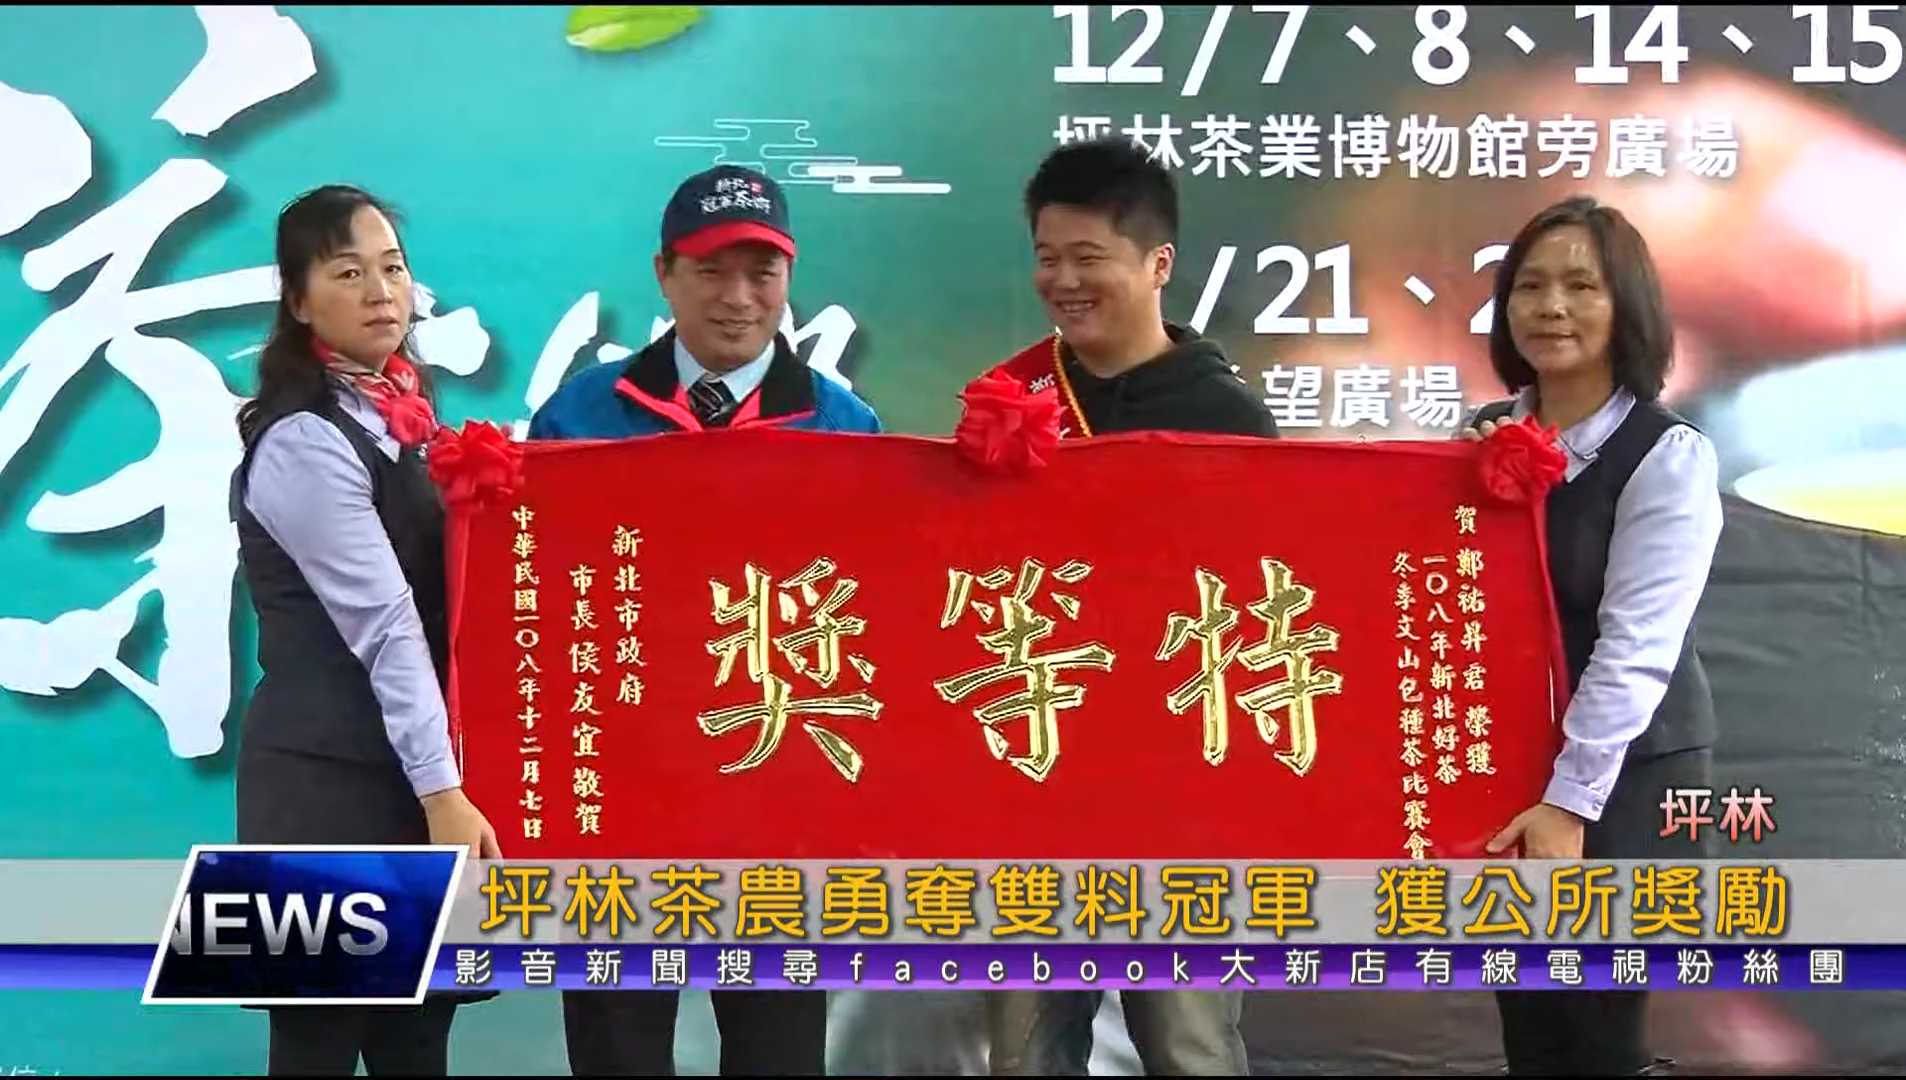 12/7、8、14、15
坪林茶業博物館旁廣場
/21、2
望廣場
新北
冠軍茶鄉
賀 鄭祐昇君 榮獲
一〇八年新北好茶
冬季文山包種茶比賽會
特等獎
新北市政府
市長侯友宜敬賀
中華民國一〇八年十二月七日
坪林
NEWS
坪林茶農勇奪雙料冠軍 獲公所獎勵
影音新聞搜尋facebook大新店有線電視粉絲團